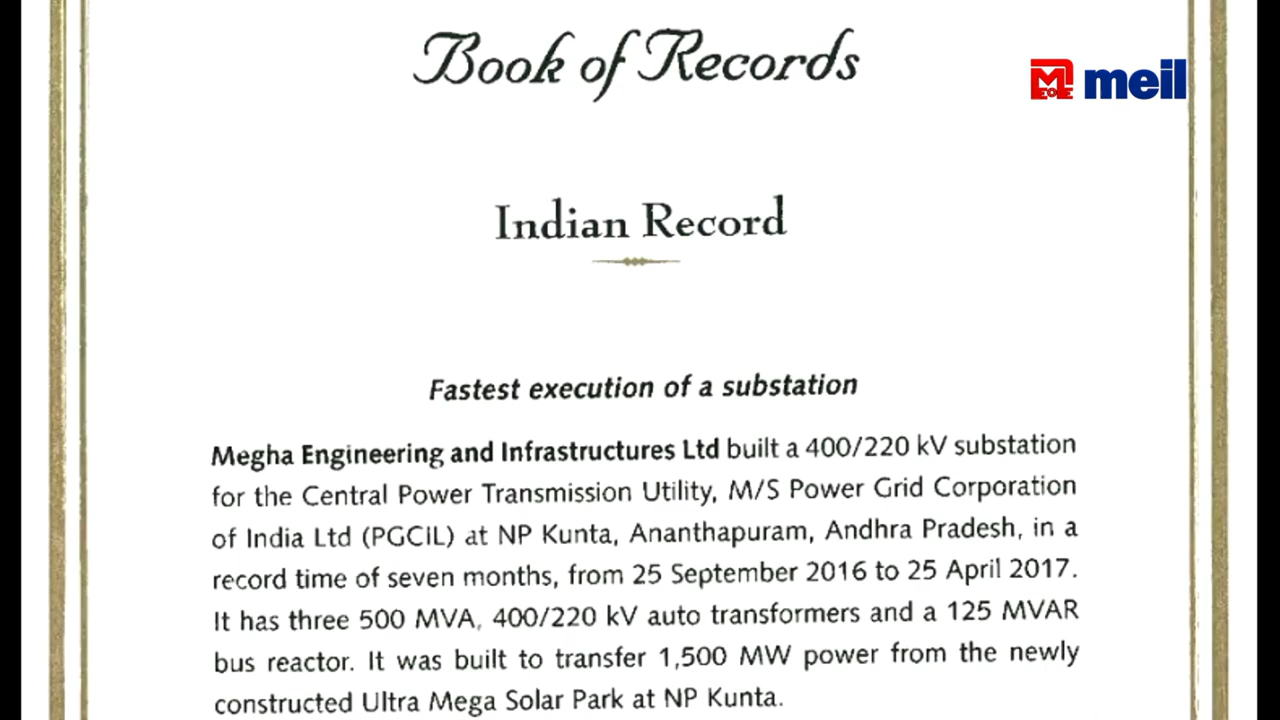 Book of Records
MEOE meil
Indian Record
Fastest execution of a substation
Megha Engineering and Infrastructures Ltd built a 400/220 kV substation
for the Central Power Transmission Utility, M/S Power Grid Corporation
of India Ltd (PGCiL) at NP Kunta, Ananthapuram, Andhra Pradesh, in a
record time of seven months, from 25 September 2016 to 25 April 2017.
It has three 500 MVA, 400/220 kV auto transformers and a 125 MVAR
bus reactor. It was built to transfer 1,500 MW power from the newly
constructed Ultra Mega Solar Park at NP Kunta.